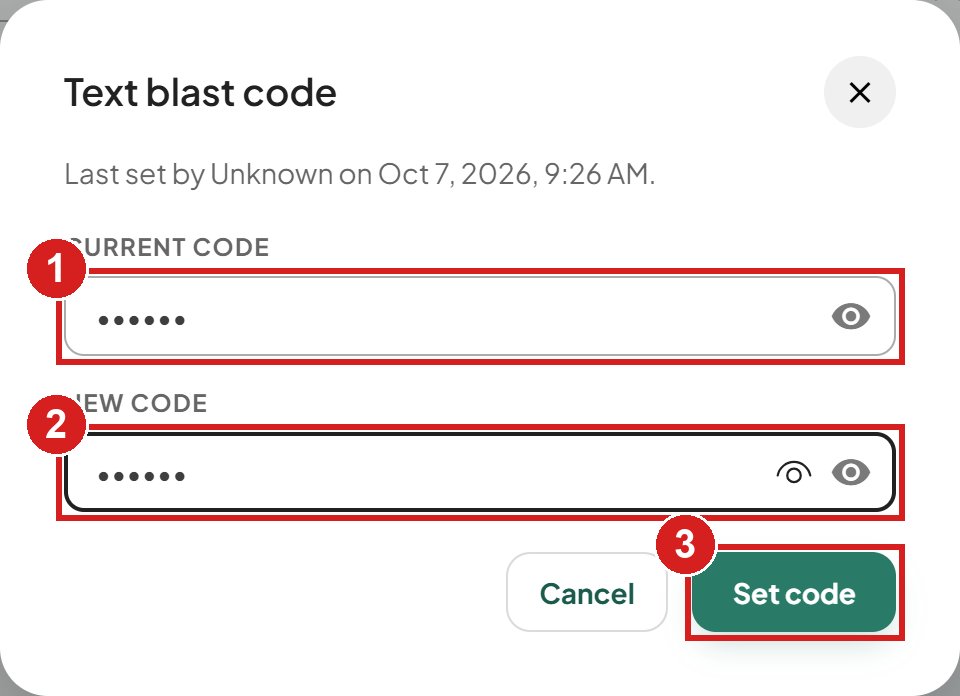 Text blast code
Last set by Unknown on Oct 7, 2026, 9:26 AM.
CURRENT CODE
1
••••••
NEW CODE
2
••••••
3
Cancel
Set code